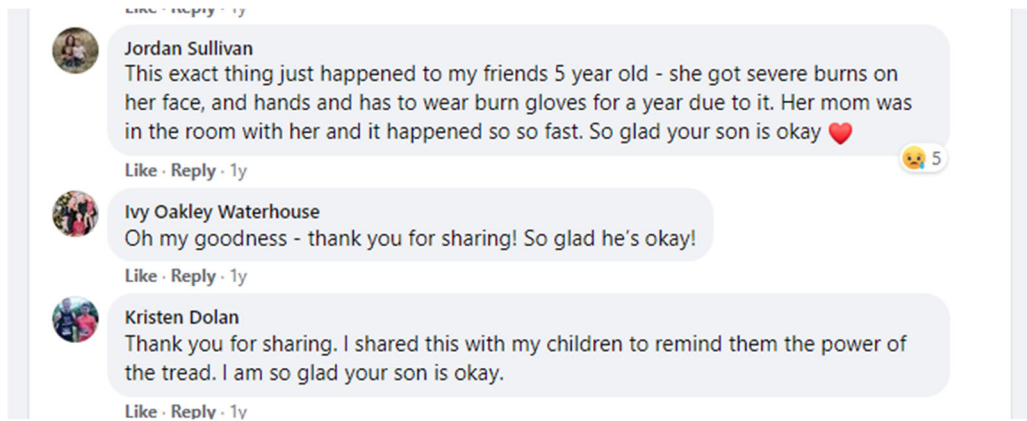 Like · Reply · 1y
Jordan Sullivan
This exact thing just happened to my friends 5 year old - she got severe burns on
her face, and hands and has to wear burn gloves for a year due to it. Her mom was
in the room with her and it happened so so fast. So glad your son is okay ❤️
5
Like · Reply · 1y
Ivy Oakley Waterhouse
Oh my goodness - thank you for sharing! So glad he's okay!
Like · Reply · 1y
Kristen Dolan
Thank you for sharing. I shared this with my children to remind them the power of
the tread. I am so glad your son is okay.
Like · Reply · 1y